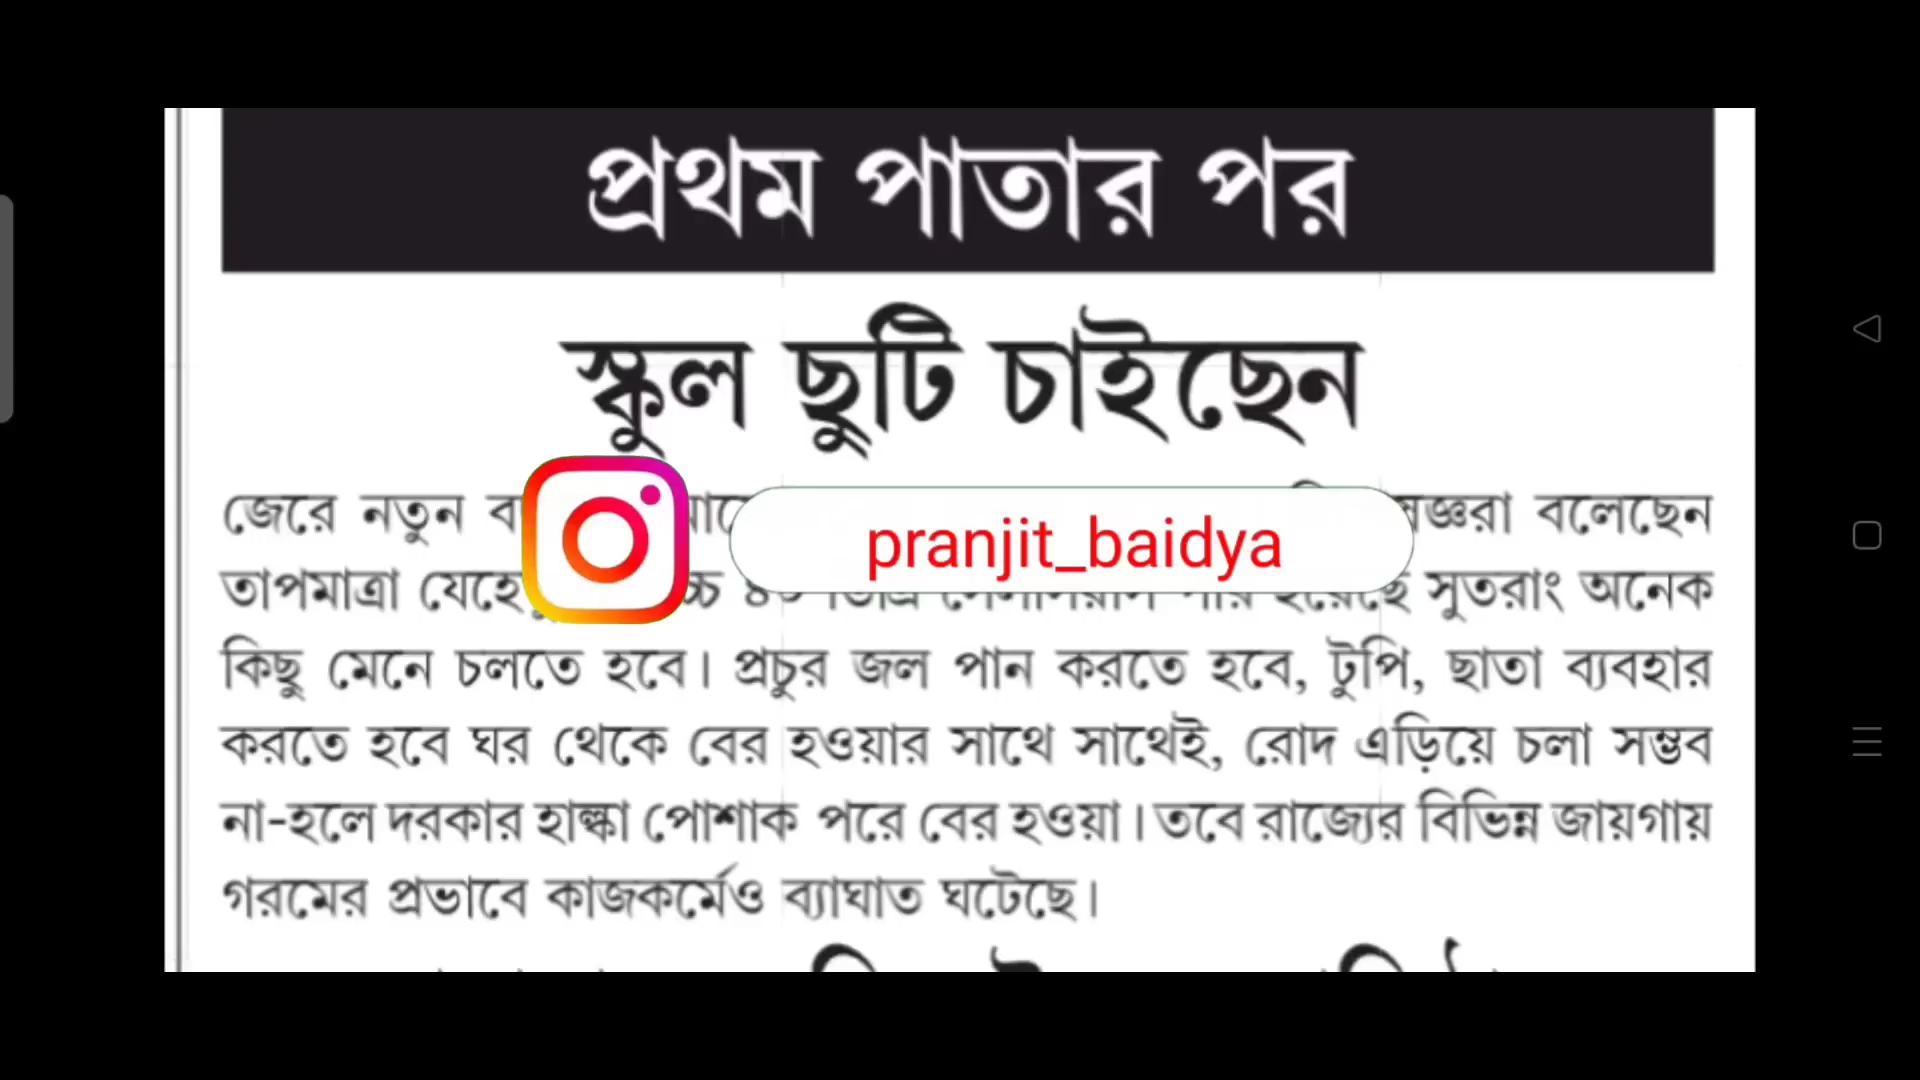 প্রথম পাতার পর
স্কুল ছুটি চাইছেন
জেরে নতুন বলেছেন
pranjit_baidya
তাপমাত্রা সুতরাং অনেক
কিছু মেনে চলতে হবে। প্রচুর জল পান করতে হবে, টুপি, ছাতা ব্যবহার
করতে হবে ঘর থেকে বের হওয়ার সাথে সাথেই, রোদ এড়িয়ে চলা সম্ভব
না-হলে দরকার হাল্কা পোশাক পরে বের হওয়া। তবে রাজ্যের বিভিন্ন জায়গায়
গরমের প্রভাবে কাজকর্মেও ব্যাঘাত ঘটেছে।